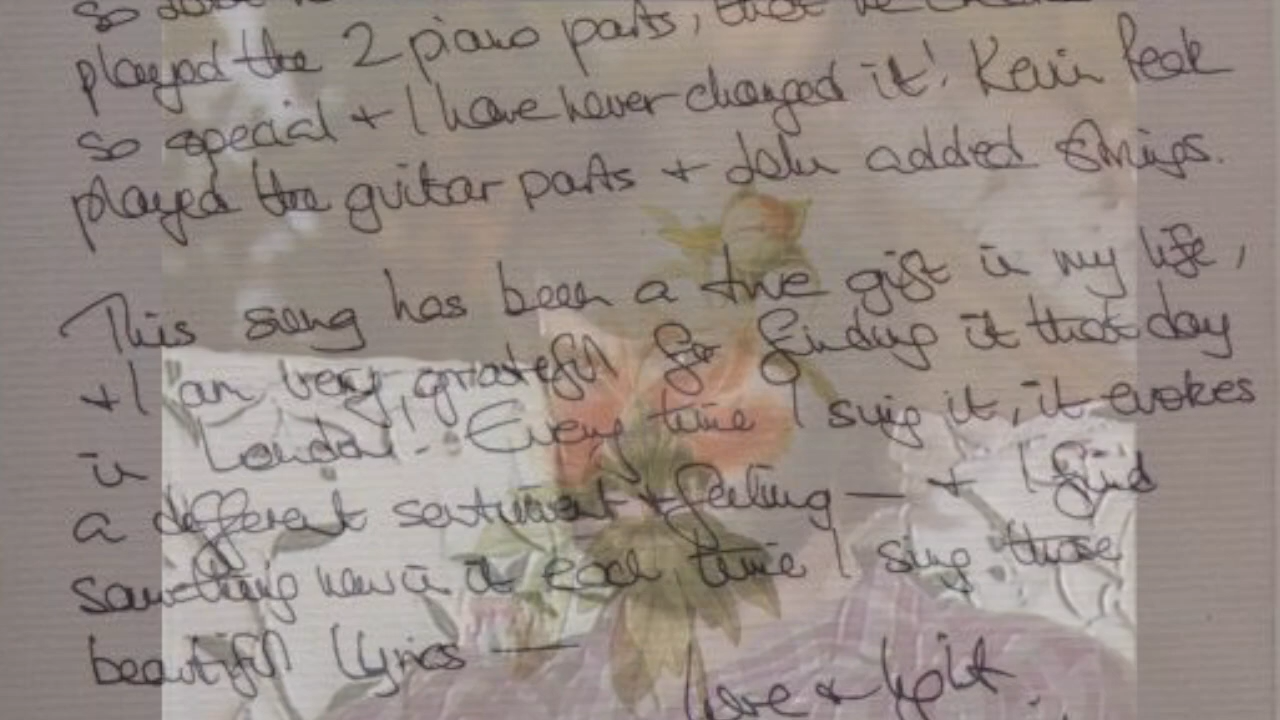 played the 2 piano parts, that he
so special + I have never changed it! Kevin Peek
played the guitar parts + John added strings.
This song has been a true gift in my life,
+ I am very grateful for finding it that day
in London. Every time I sing it, it evokes
a different sentiment + feeling — + I find
something new in it each time I sing those
beautiful lyrics —
love & light.